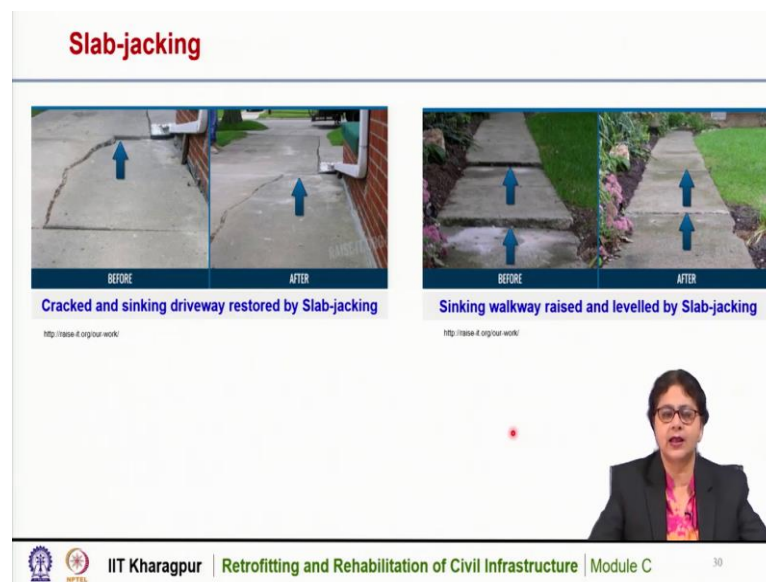 Slab-jacking
BEFORE
AFTER
BEFORE
AFTER
Cracked and sinking driveway restored by Slab-jacking
Sinking walkway raised and levelled by Slab-jacking
http://raise-it.org/our-work/
http://raise-it.org/our-work/
IIT Kharagpur
Retrofitting and Rehabilitation of Civil Infrastructure
Module C
30
NPTEL